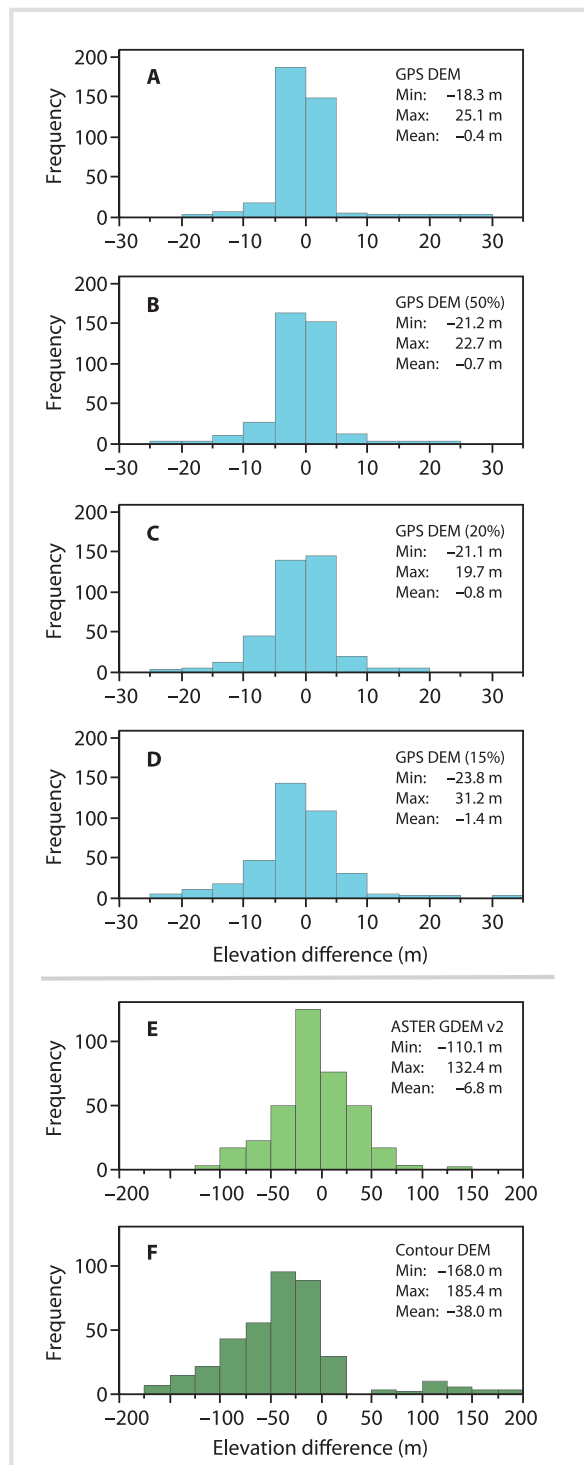 A
GPS DEM
Min: –18.3 m
Max: 25.1 m
Mean: –0.4 m
Frequency
200
150
100
50
0
–30 –20 –10 0 10 20 30
B
GPS DEM (50%)
Min: –21.2 m
Max: 22.7 m
Mean: –0.7 m
Frequency
200
150
100
50
0
–30 –20 –10 0 10 20 30
C
GPS DEM (20%)
Min: –21.1 m
Max: 19.7 m
Mean: –0.8 m
Frequency
200
150
100
50
0
–30 –20 –10 0 10 20 30
D
GPS DEM (15%)
Min: –23.8 m
Max: 31.2 m
Mean: –1.4 m
Frequency
200
150
100
50
0
–30 –20 –10 0 10 20 30
Elevation difference (m)
E
ASTER GDEM v2
Min: –110.1 m
Max: 132.4 m
Mean: –6.8 m
Frequency
100
50
0
–200 –100 –50 0 50 100 150 200
F
Contour DEM
Min: –168.0 m
Max: 185.4 m
Mean: –38.0 m
Frequency
100
50
0
–200 –100 –50 0 50 100 150 200
Elevation difference (m)